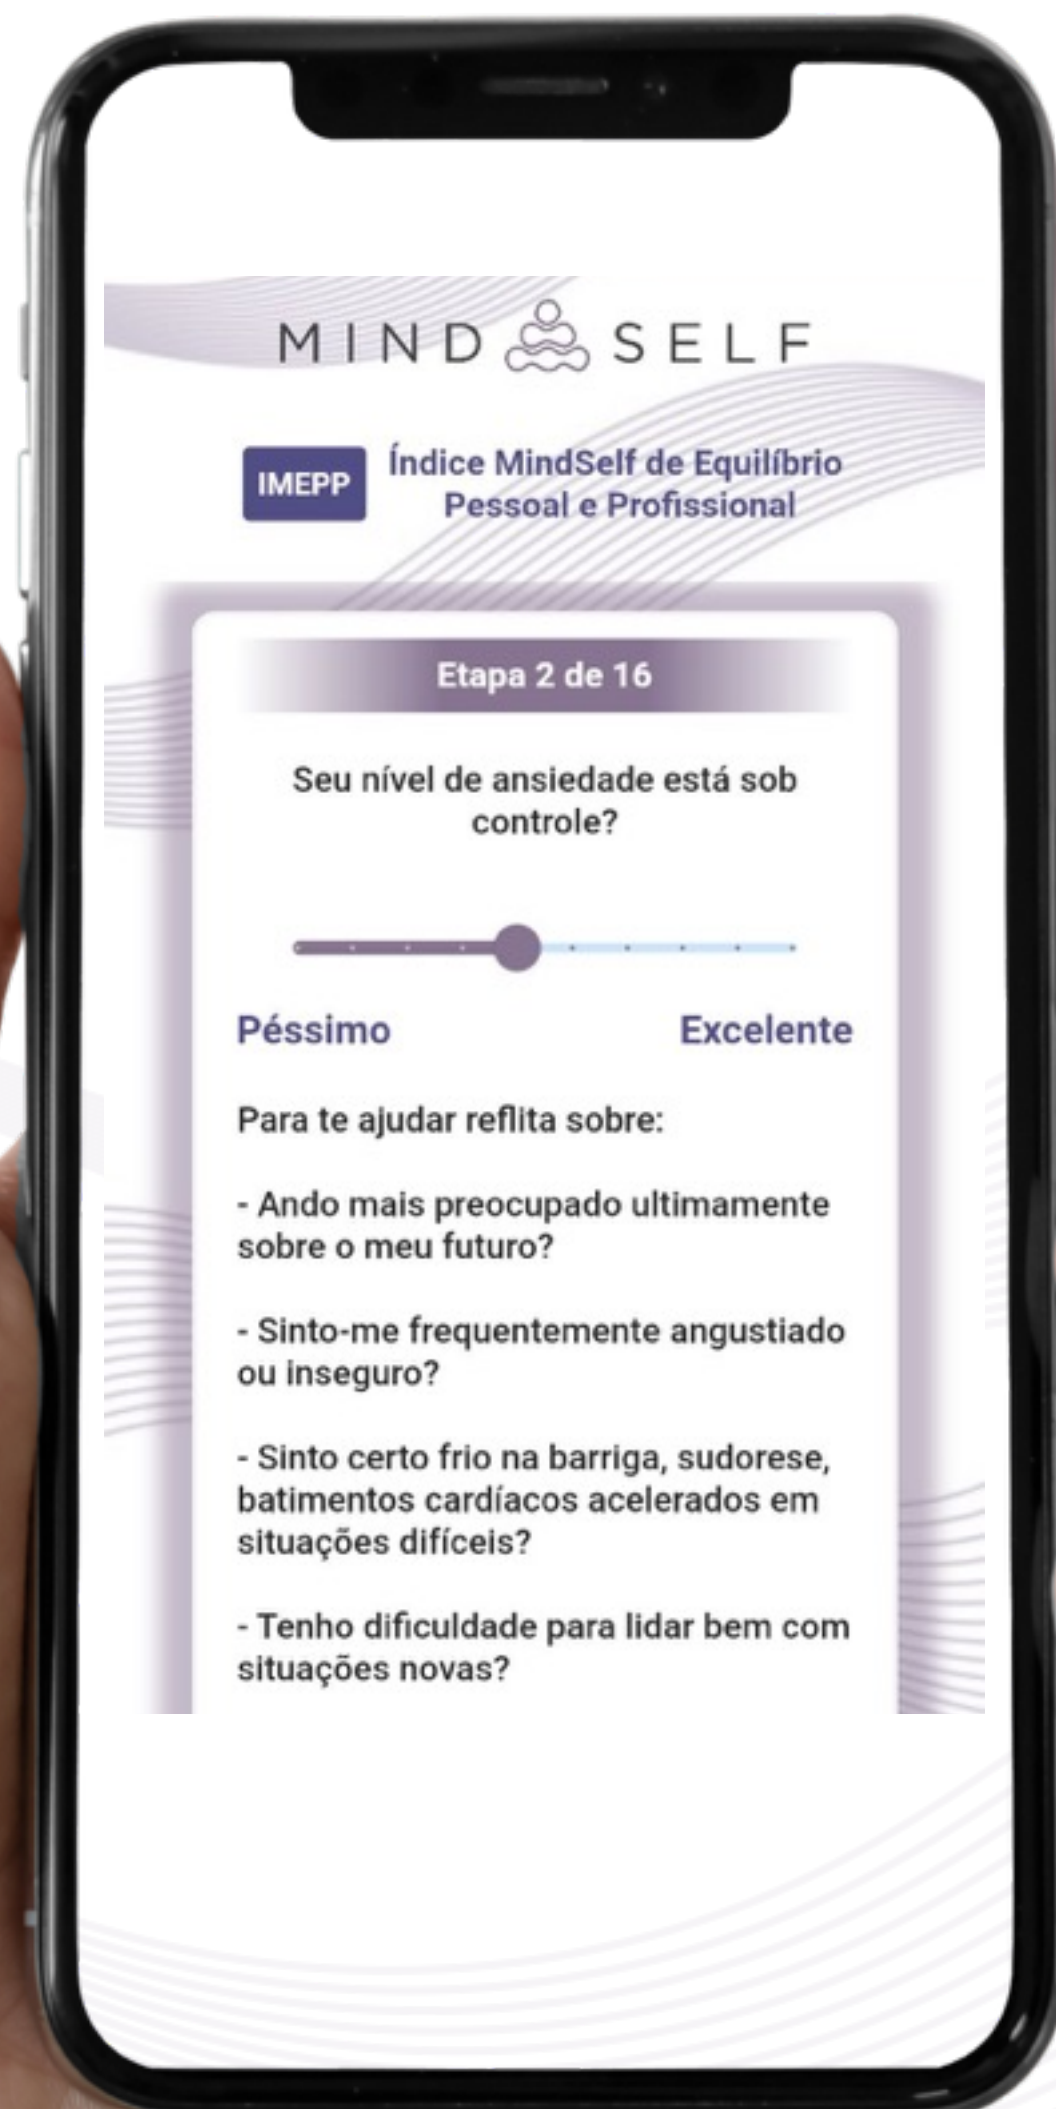 MIND SELF
IMEPP
Índice MindSelf de Equilíbrio
Pessoal e Profissional
Etapa 2 de 16
Seu nível de ansiedade está sob
controle?
Péssimo
Excelente
Para te ajudar reflita sobre:
- Ando mais preocupado ultimamente
sobre o meu futuro?
- Sinto-me frequentemente angustiado
ou inseguro?
- Sinto certo frio na barriga, sudorese,
batimentos cardíacos acelerados em
situações difíceis?
- Tenho dificuldade para lidar bem com
situações novas?